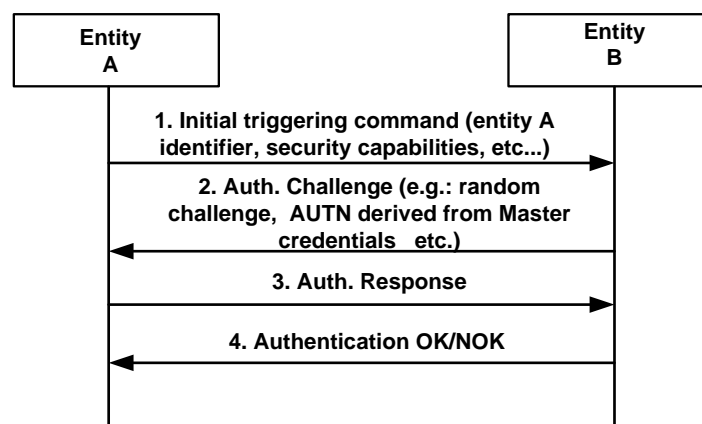 Entity
A
Entity
B
1. Initial triggering command (entity A
identifier, security capabilities, etc...)
2. Auth. Challenge (e.g.: random
challenge, AUTN derived from Master
credentials etc.)
3. Auth. Response
4. Authentication OK/NOK